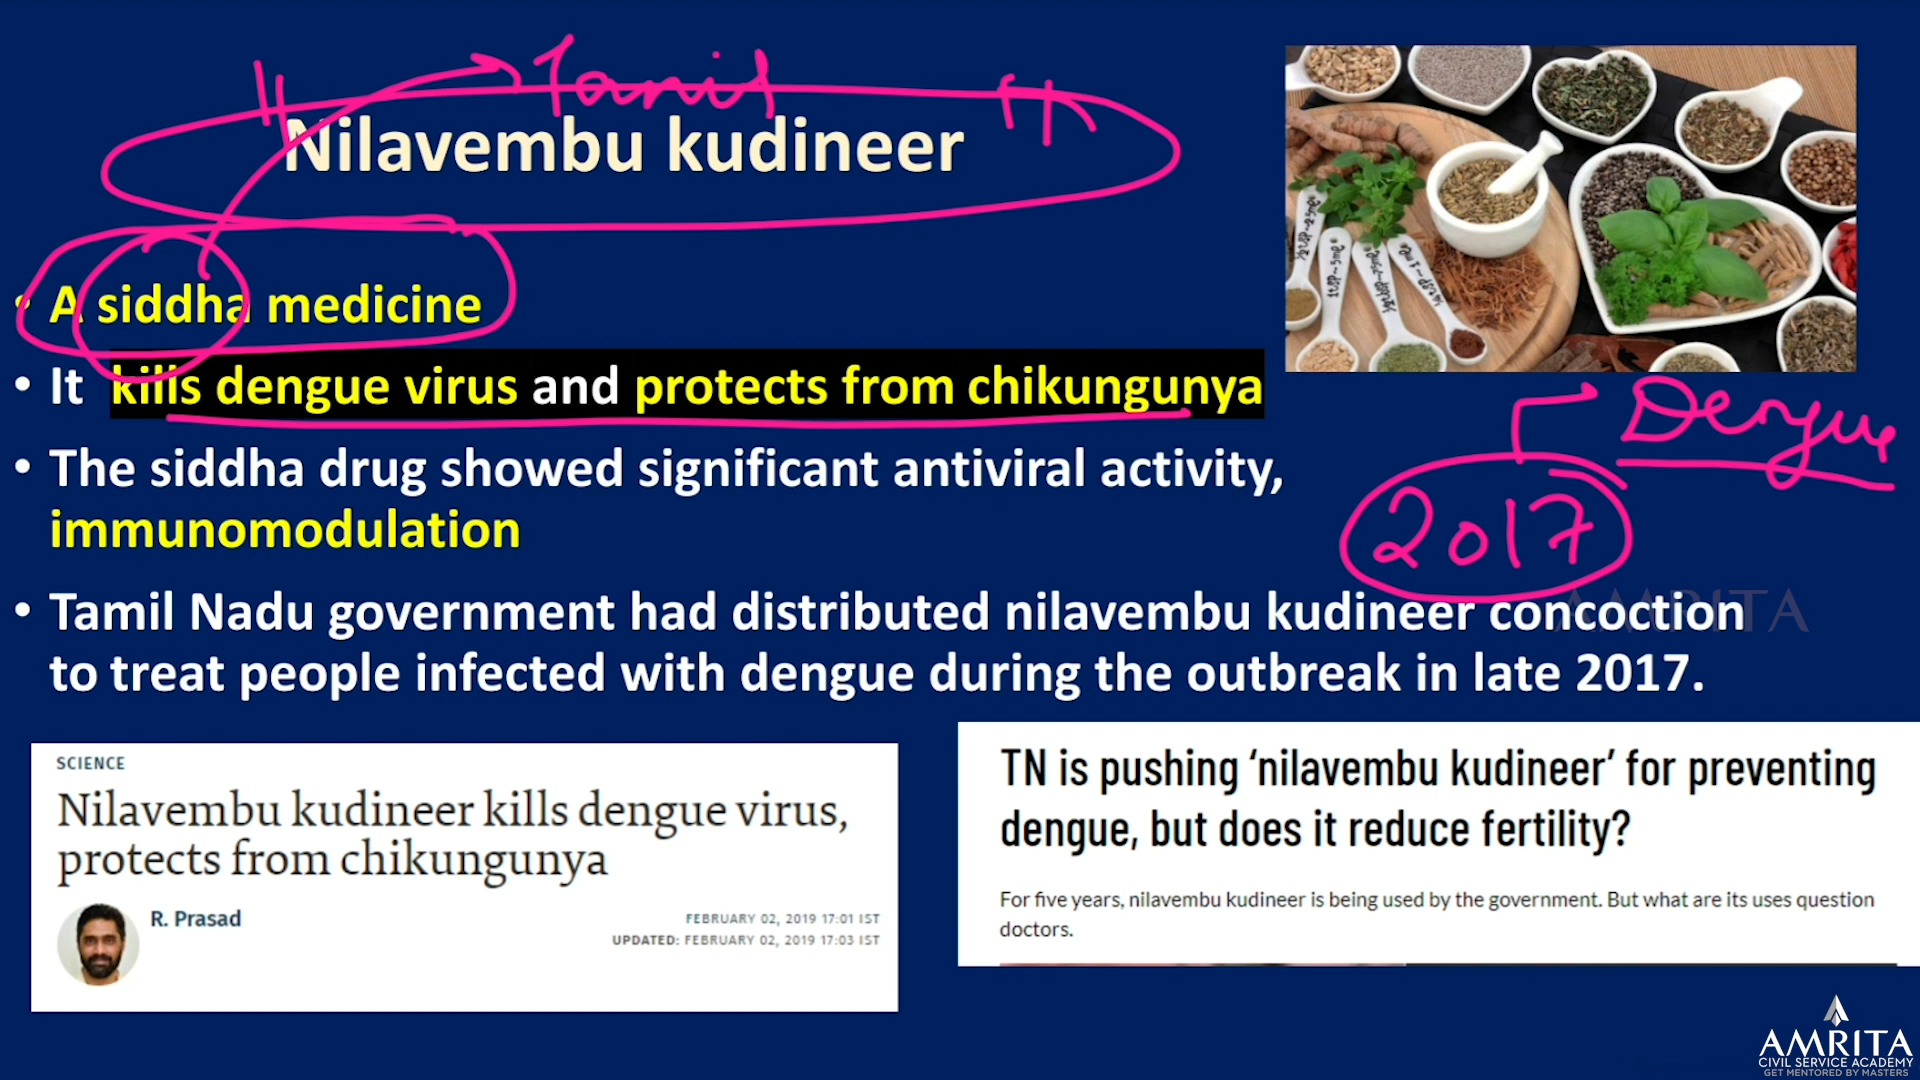 Tamil
Nilavembu kudineer
• A siddha medicine
• It kills dengue virus and protects from chikungunya
Dengue
• The siddha drug showed significant antiviral activity,
immunomodulation
2017
• Tamil Nadu government had distributed nilavembu kudineer concoction
to treat people infected with dengue during the outbreak in late 2017.
AMRITA
SCIENCE
Nilavembu kudineer kills dengue virus,
protects from chikungunya
R. Prasad
FEBRUARY 02, 2019 17:01 IST
UPDATED: FEBRUARY 02, 2019 17:03 IST
TN is pushing ‘nilavembu kudineer’ for preventing
dengue, but does it reduce fertility?
For five years, nilavembu kudineer is being used by the government. But what are its uses question
doctors.
AMRITA
CIVIL SERVICE ACADEMY
GET MENTORED BY MASTERS